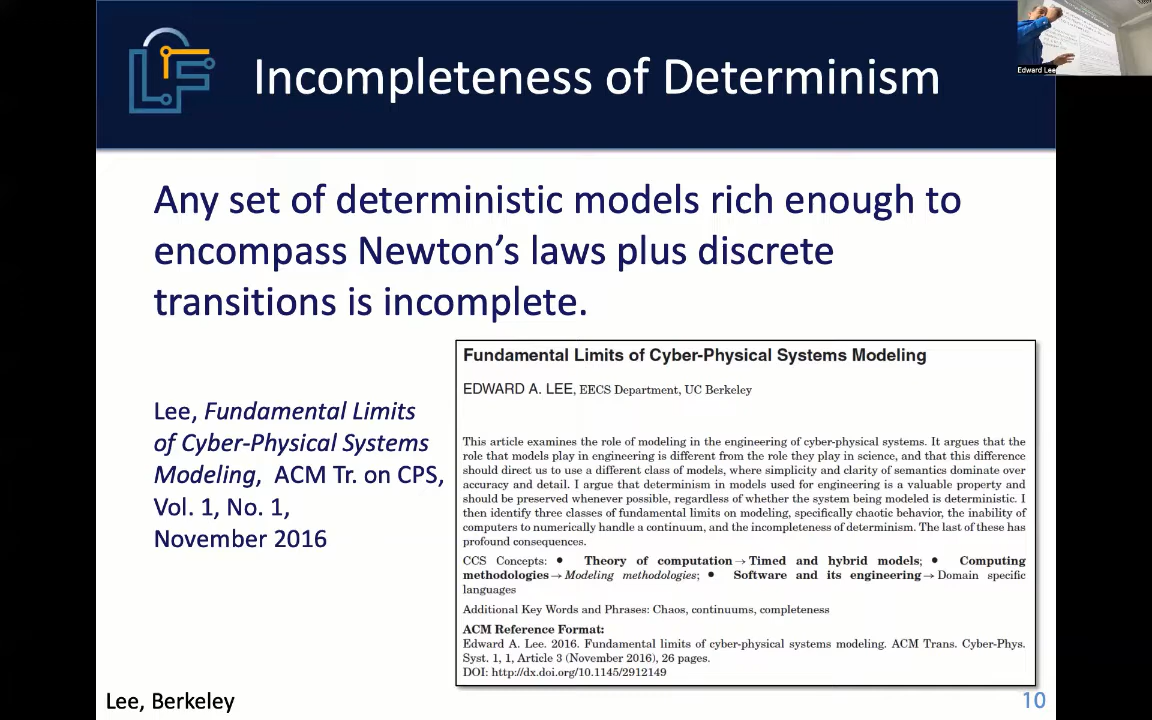 LF
Incompleteness of Determinism
Edward Lee
Any set of deterministic models rich enough to
encompass Newton’s laws plus discrete
transitions is incomplete.
Lee, Fundamental Limits
of Cyber-Physical Systems
Modeling, ACM Tr. on CPS,
Vol. 1, No. 1,
November 2016
Fundamental Limits of Cyber-Physical Systems Modeling
EDWARD A. LEE, EECS Department, UC Berkeley
This article examines the role of modeling in the engineering of cyber-physical systems. It argues that the
role that models play in engineering is different from the role they play in science, and that this difference
should direct us to use a different class of models, where simplicity and clarity of semantics dominate over
accuracy and detail. I argue that determinism in models used for engineering is a valuable property and
should be preserved whenever possible, regardless of whether the system being modeled is deterministic. I
then identify three classes of fundamental limits on modeling, specifically chaotic behavior, the inability of
computers to numerically handle a continuum, and the incompleteness of determinism. The last of these has
profound consequences.
CCS Concepts: • Theory of computation → Timed and hybrid models; • Computing
methodologies → Modeling methodologies; • Software and its engineering → Domain specific
languages
Additional Key Words and Phrases: Chaos, continuums, completeness
ACM Reference Format:
Edward A. Lee. 2016. Fundamental limits of cyber-physical systems modeling. ACM Trans. Cyber-Phys.
Syst. 1, 1, Article 3 (November 2016), 26 pages.
DOI: http://dx.doi.org/10.1145/2912149
Lee, Berkeley
10